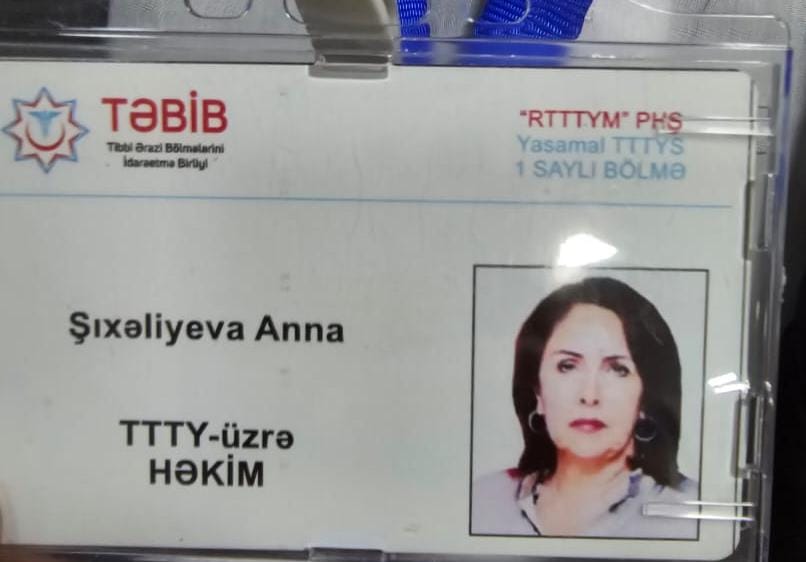 TƏBİB
Tibbi Ərazi Bölmələrini
İdarəetmə Birliyi
"RTTTYM" PHŞ
Yasamal TTTYS
1 SAYLI BÖLMƏ
Şıxəliyeva Anna
TTTY-üzrə
HƏKİM